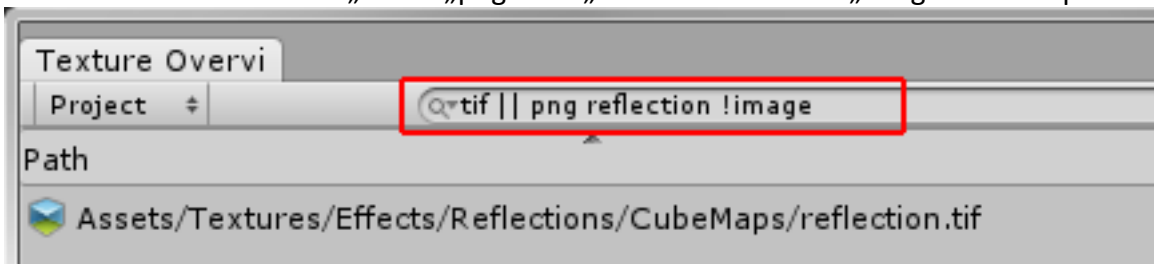 Texture Overvi
Project
tif || png reflection !image
Path
Assets/Textures/Effects/Reflections/CubeMaps/reflection.tif